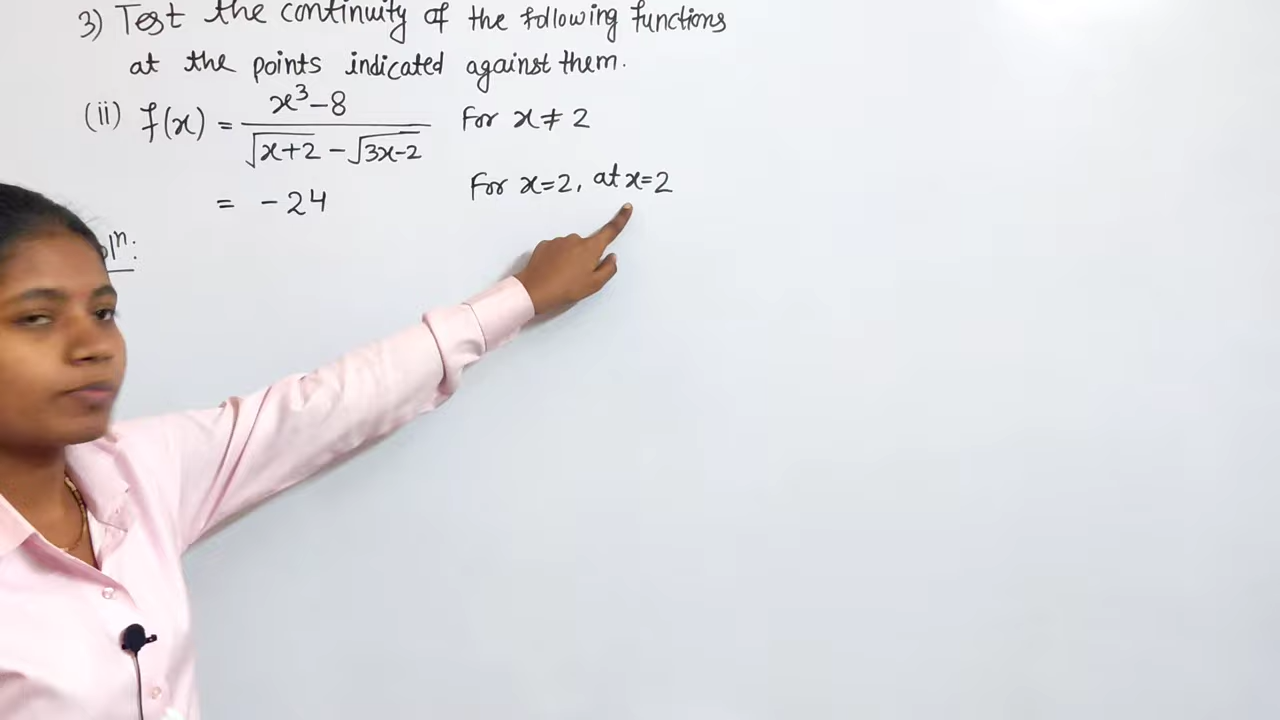 3) Test the continuity of the following functions
at the points indicated against them.
(ii) f(x) = x³-8 / √x+2 - √3x-2 For x ≠ 2
= -24 For x=2, at x=2
olⁿ: